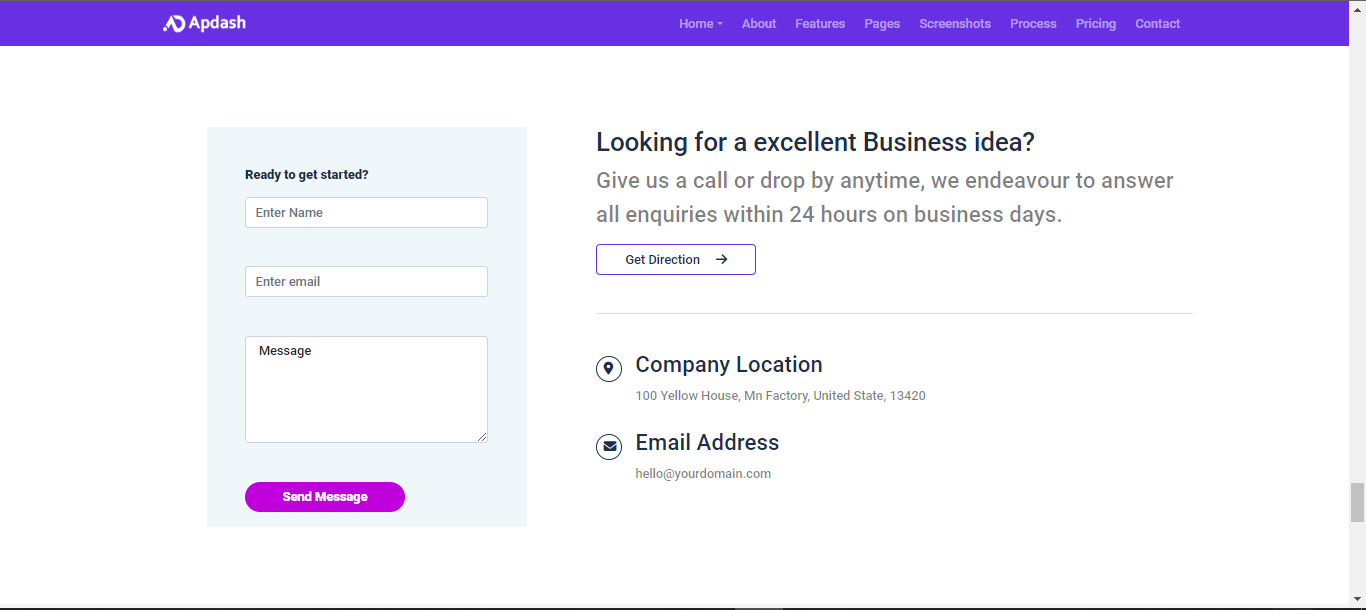 Apdash
Home About Features Pages Screenshots Process Pricing Contact
Ready to get started?
Enter Name
Enter email
Message
Send Message
Looking for a excellent Business idea?
Give us a call or drop by anytime, we endeavour to answer
all enquiries within 24 hours on business days.
Get Direction
Company Location
100 Yellow House, Mn Factory, United State, 13420
Email Address
hello@yourdomain.com